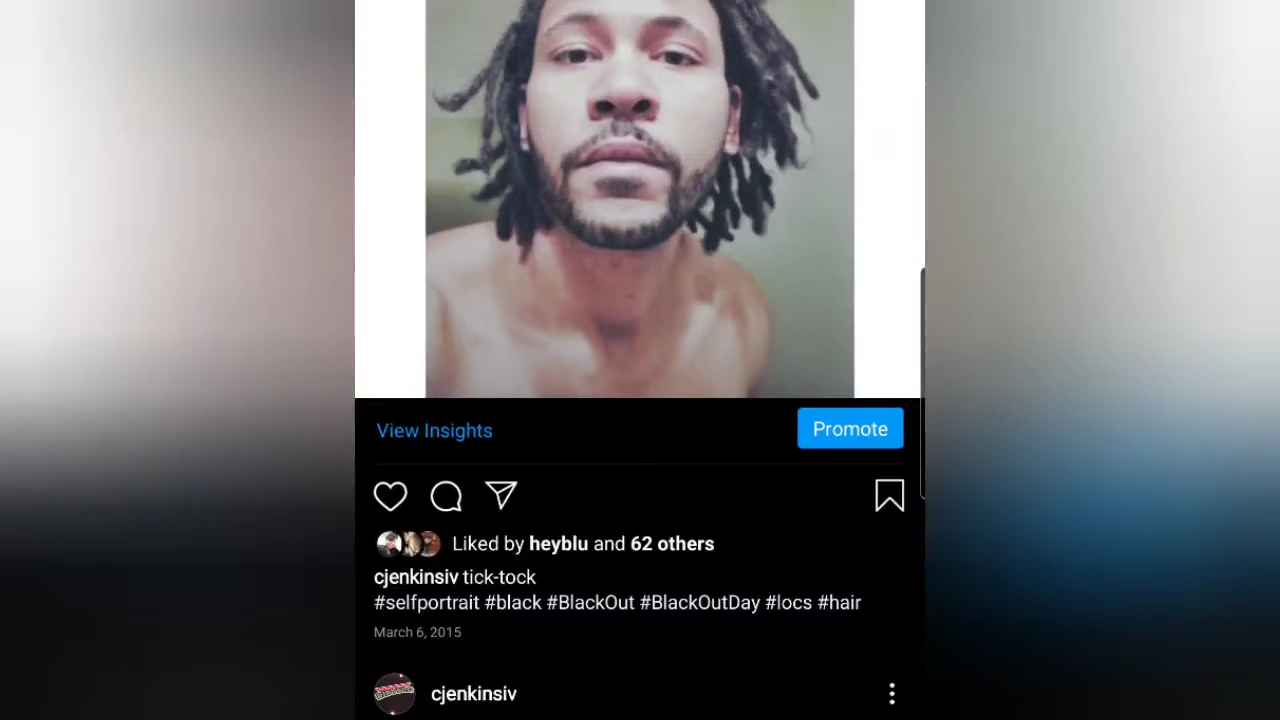 View Insights
Promote
Liked by heyblu and 62 others
cjenkinsiv tick-tock
#selfportrait #black #BlackOut #BlackOutDay #locs #hair
March 6, 2015
cjenkinsiv